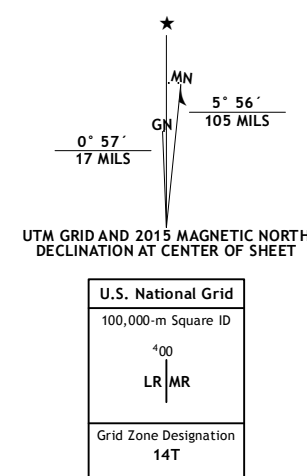 ★
MN
GN
5° 56´
105 MILS
0° 57´
17 MILS
UTM GRID AND 2015 MAGNETIC NORTH
DECLINATION AT CENTER OF SHEET
U.S. National Grid
100,000-m Square ID
⁴00
LR MR
Grid Zone Designation
14T